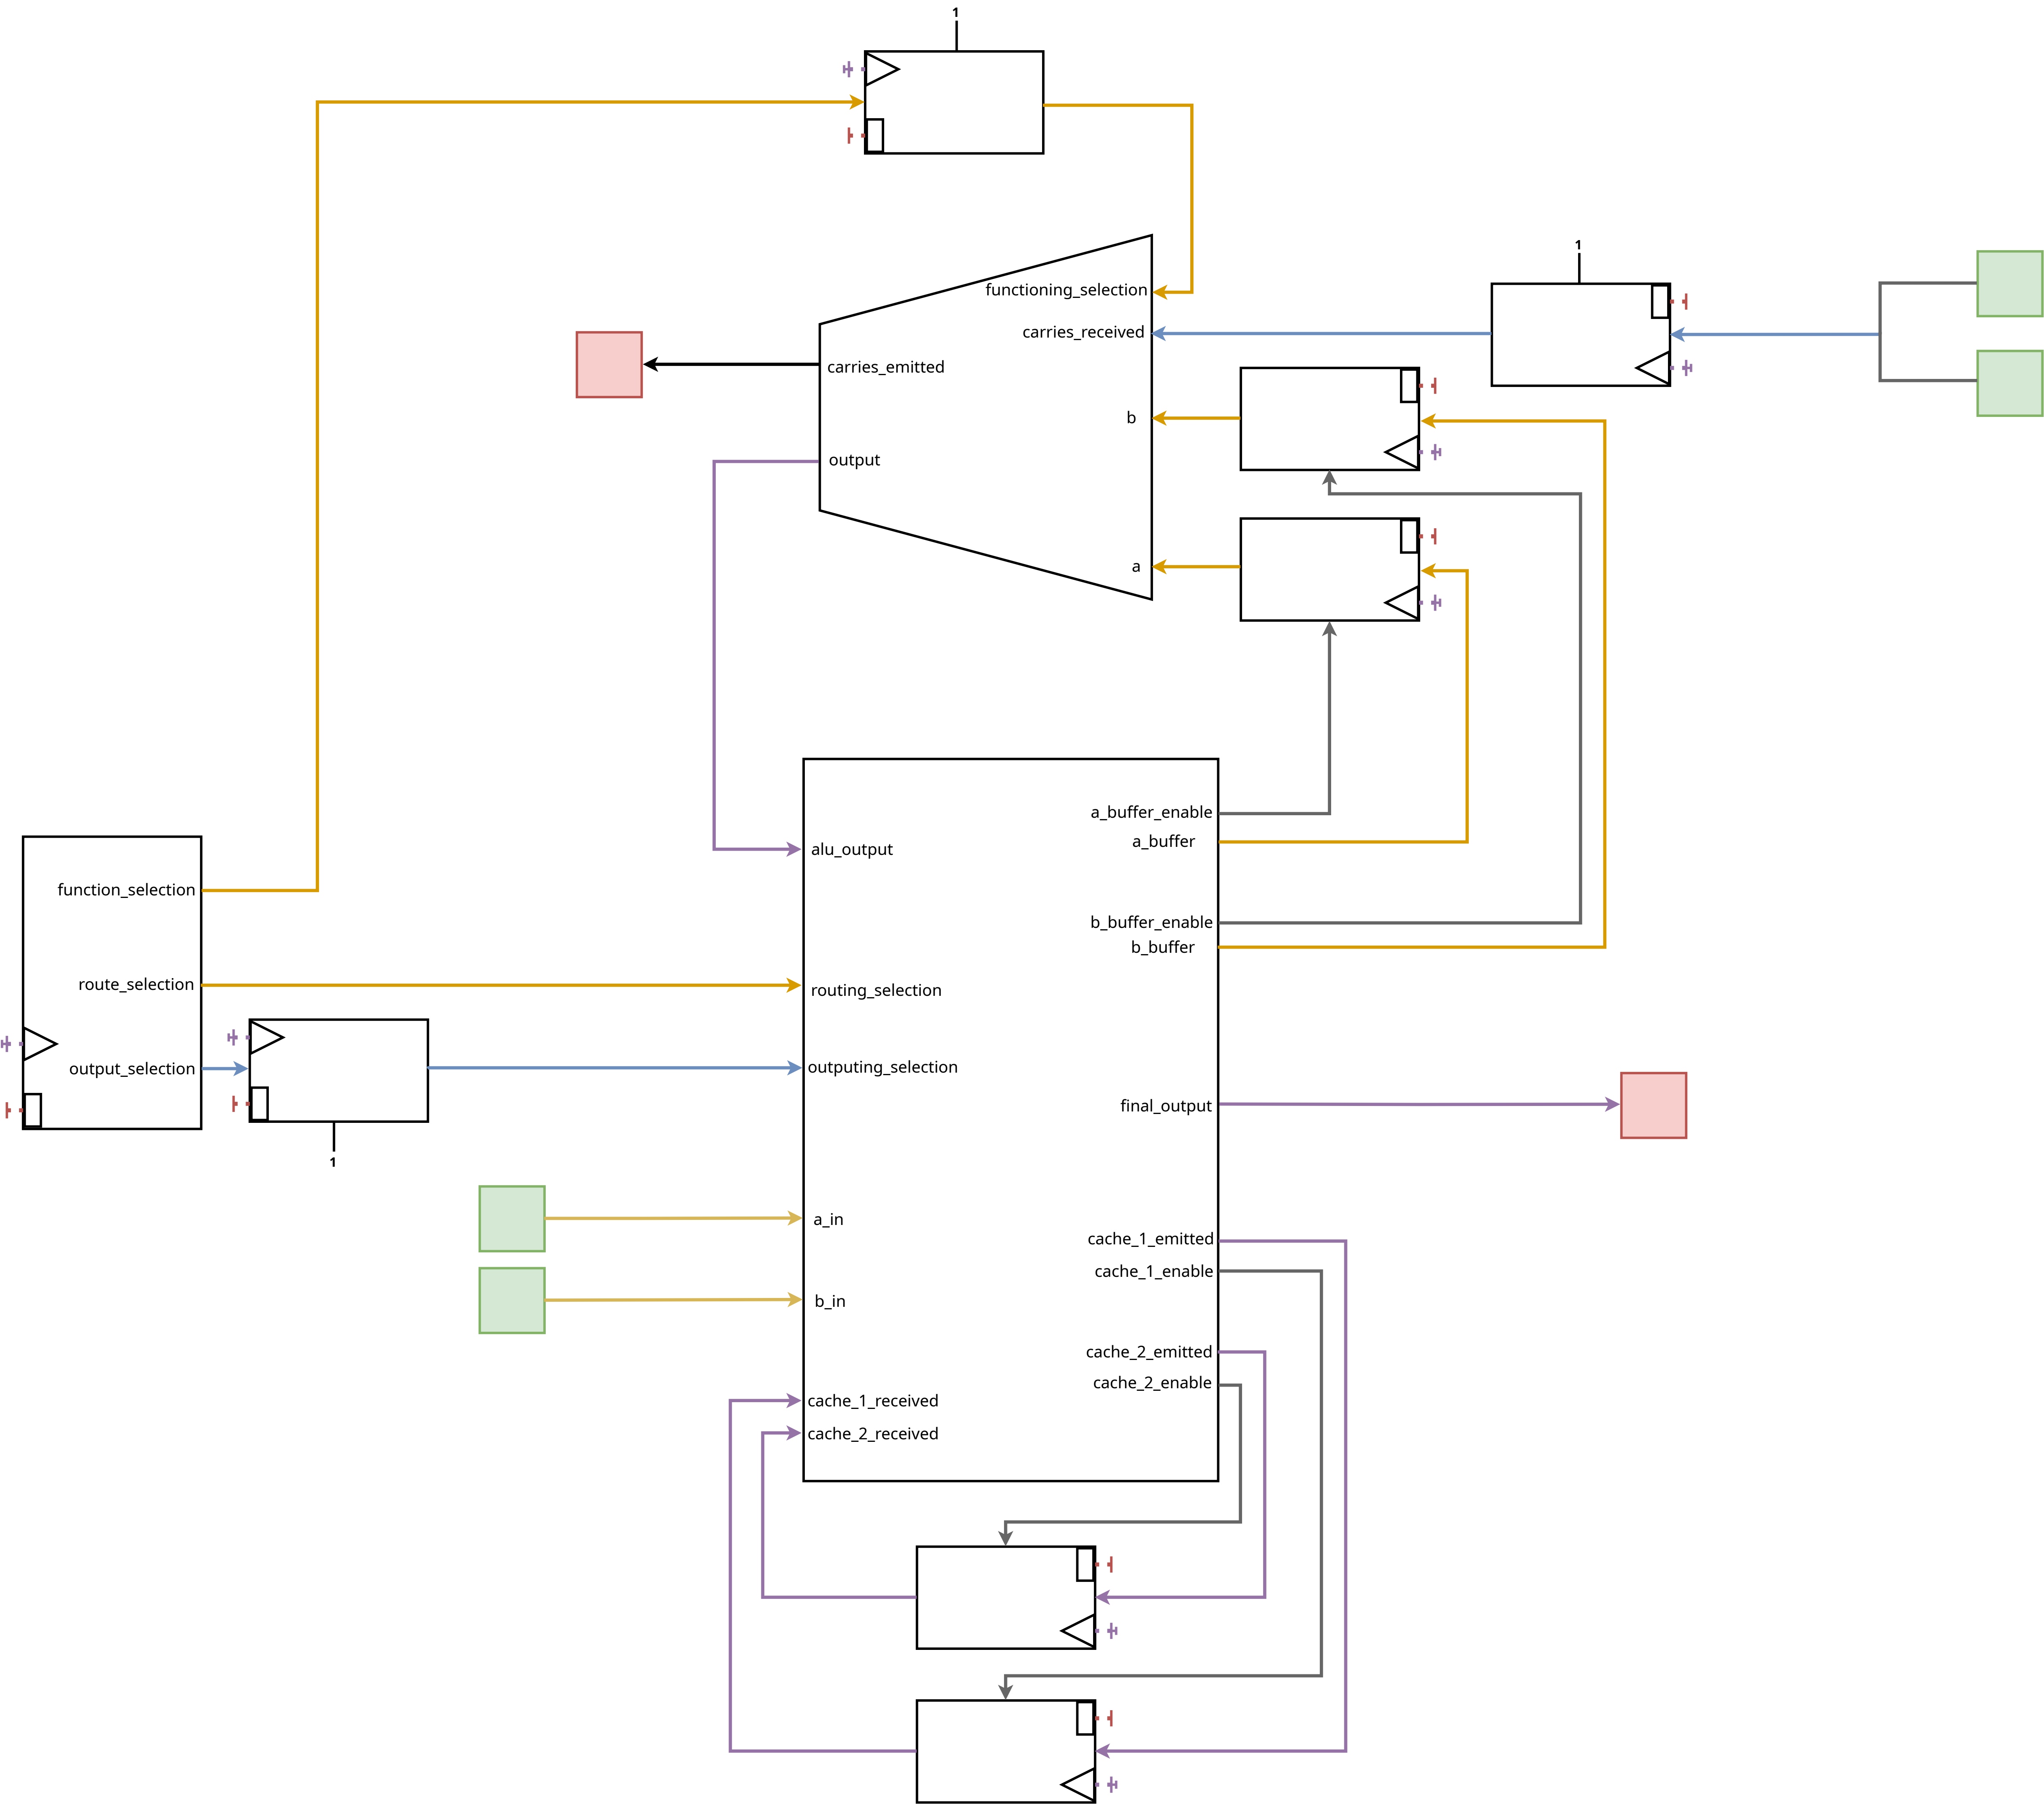 1
1
functioning_selection
carries_received
carries_emitted
b
output
a
a_buffer_enable
a_buffer
alu_output
function_selection
b_buffer_enable
b_buffer
route_selection
routing_selection
output_selection
outputing_selection
final_output
1
a_in
cache_1_emitted
cache_1_enable
b_in
cache_2_emitted
cache_2_enable
cache_1_received
cache_2_received